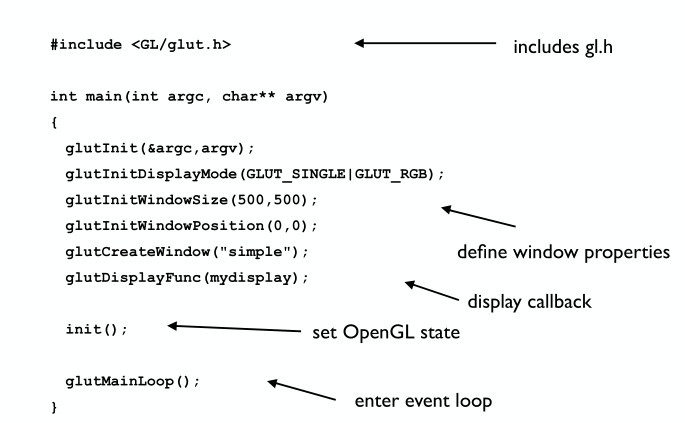 #include <GL/glut.h>
includes gl.h
int main(int argc, char** argv)
{
glutInit(&argc,argv);
glutInitDisplayMode(GLUT_SINGLE|GLUT_RGB);
glutInitWindowSize(500,500);
glutInitWindowPosition(0,0);
glutCreateWindow("simple");
define window properties
glutDisplayFunc(mydisplay);
display callback
init();
set OpenGL state
glutMainLoop();
enter event loop
}